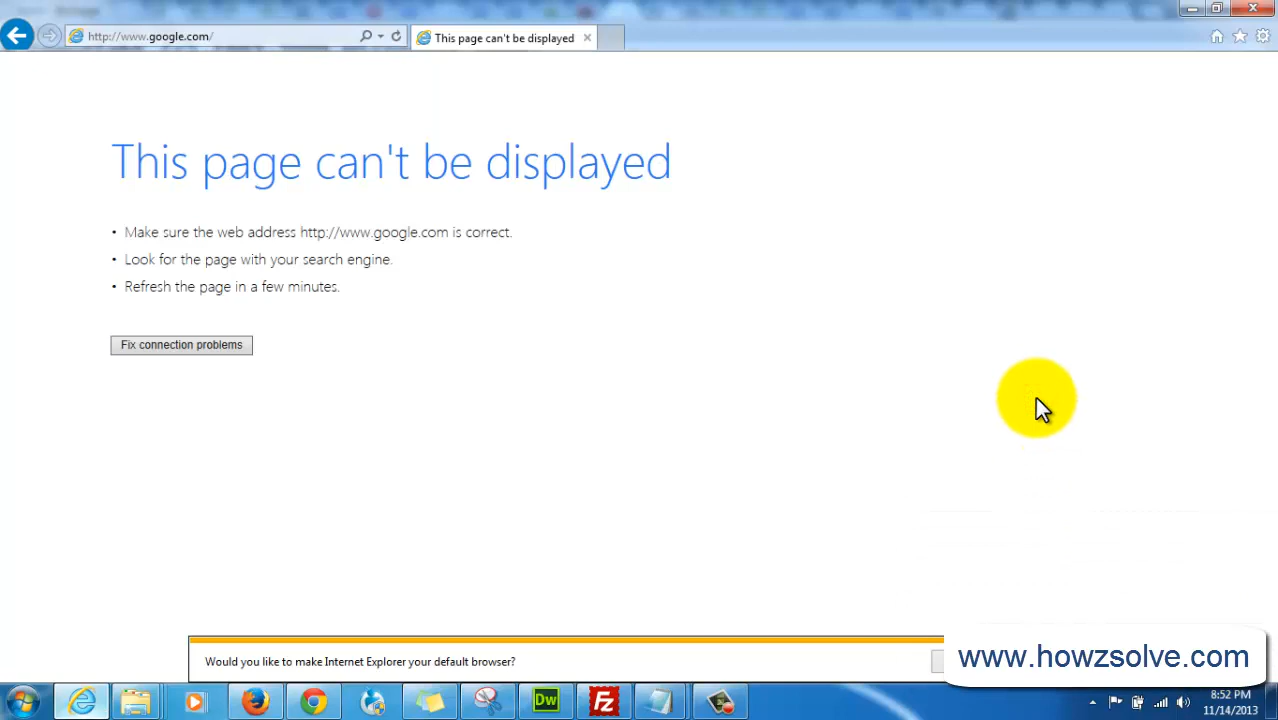 http://www.google.com/
This page can't be displayed
This page can't be displayed
• Make sure the web address http://www.google.com is correct.
• Look for the page with your search engine.
• Refresh the page in a few minutes.
Fix connection problems
Would you like to make Internet Explorer your default browser?
www.howzsolve.com
Dw
Fz
8:52 PM
11/14/2013